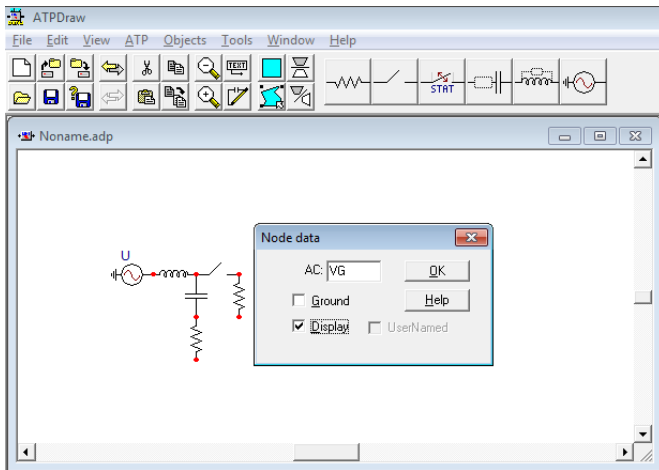 ATPDraw
File Edit View ATP Objects Tools Window Help
TEXT
STAT
Noname.adp
U
Node data
AC: VG
OK
Ground
Help
Display
UserNamed